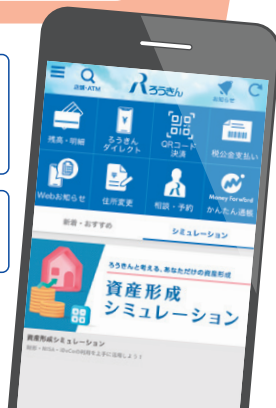 店舗・ATM
ろうきん
お知らせ
残高・明細
ろうきん
ダイレクト
QRコード
決済
税公金支払い
Webお知らせ
住所変更
相談・予約
Money Forward
かんたん通帳
新着・おすすめ
シミュレーション
ろうきんと考える、あなただけの資産形成
資産形成
シミュレーション
資産形成シミュレーション